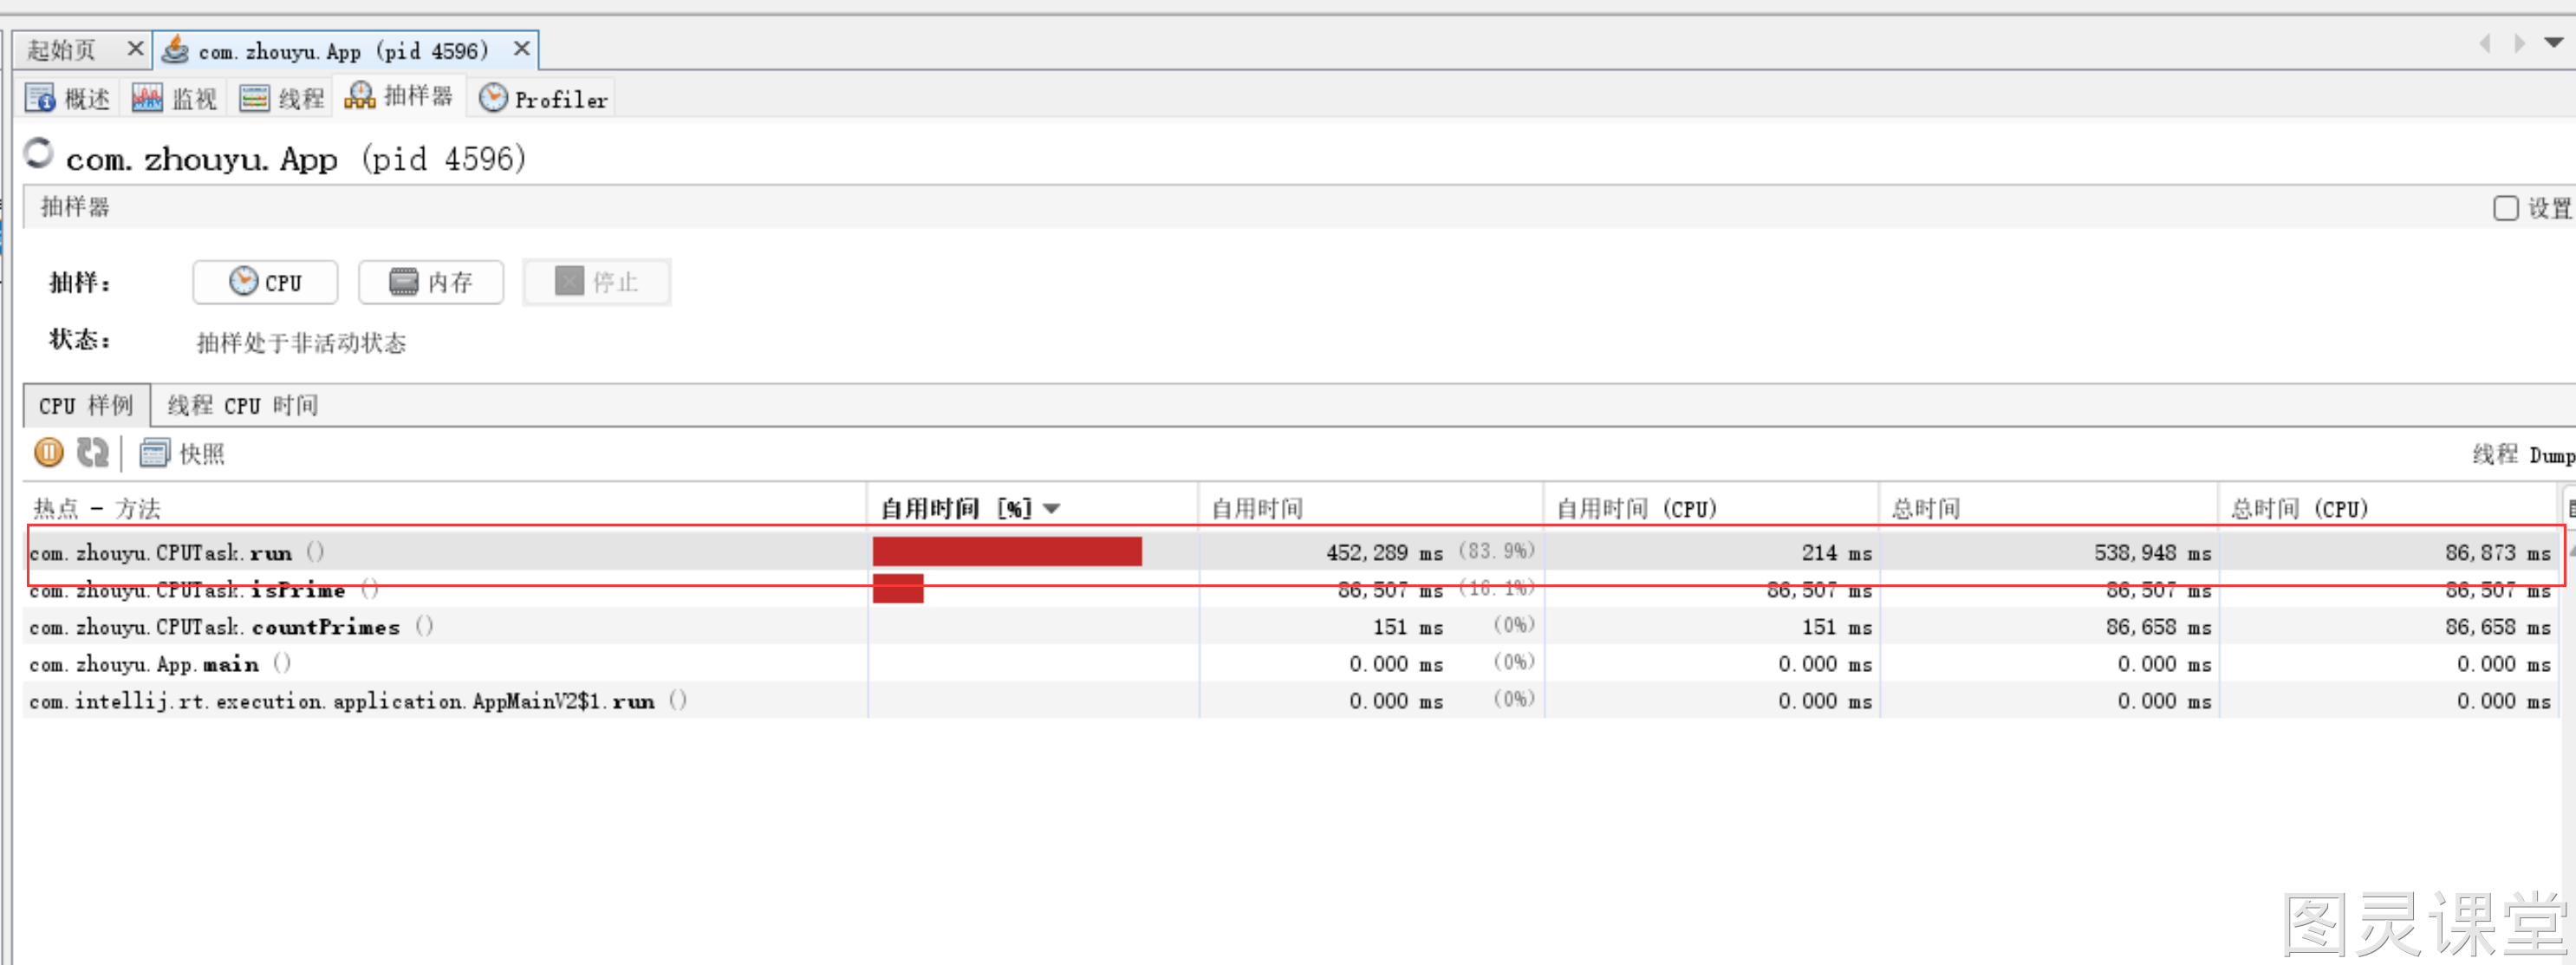 起始页 com.zhouyu.App (pid 4596)
概述 监视 线程 抽样器 Profiler
com.zhouyu.App (pid 4596)
抽样器 设置
抽样: CPU 内存 停止
状态: 抽样处于非活动状态
CPU 样例 线程 CPU 时间
快照 线程 Dump
热点 - 方法 自用时间 [%] 自用时间 自用时间 (CPU) 总时间 总时间 (CPU)
com.zhouyu.CPUTask.run () 452,289 ms (83.9%) 214 ms 538,948 ms 86,873 ms
com.zhouyu.CPUTask.isPrime () 86,507 ms (16.1%) 86,507 ms 86,507 ms 86,507 ms
com.zhouyu.CPUTask.countPrimes () 151 ms (0%) 151 ms 86,658 ms 86,658 ms
com.zhouyu.App.main () 0.000 ms (0%) 0.000 ms 0.000 ms 0.000 ms
com.intellij.rt.execution.application.AppMainV2$1.run () 0.000 ms (0%) 0.000 ms 0.000 ms 0.000 ms
图灵课堂